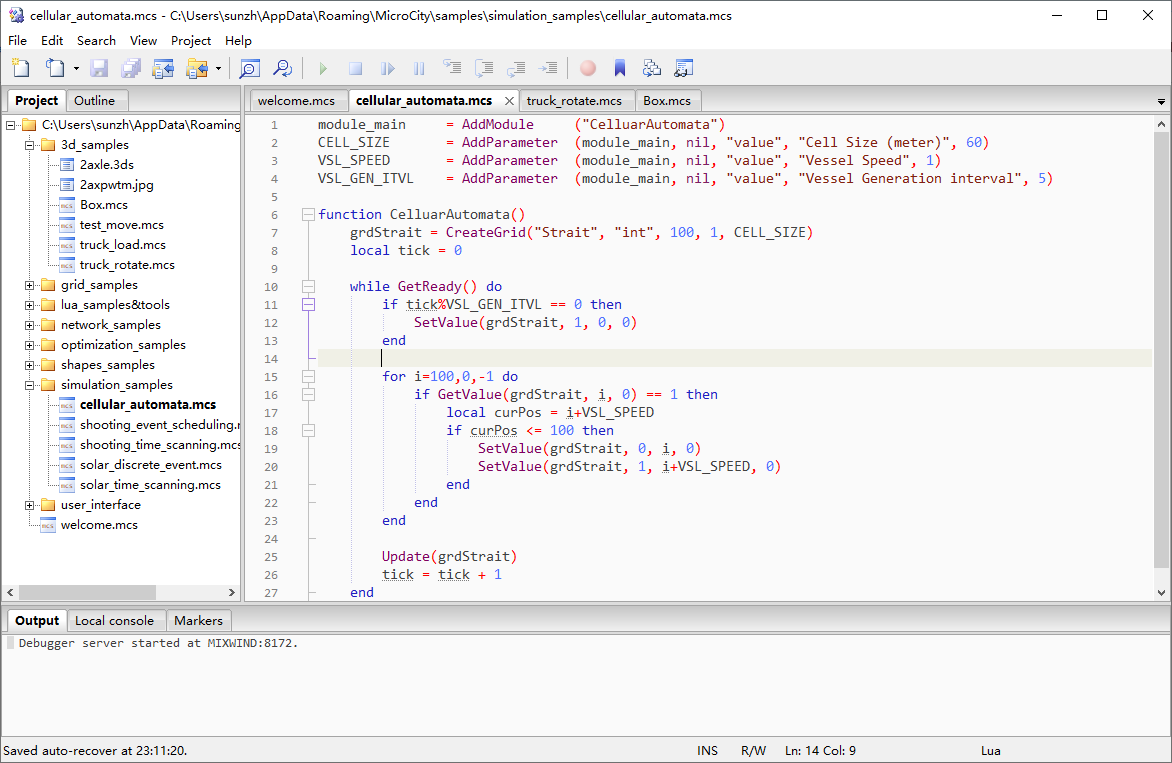 cellular_automata.mcs - C:\Users\sunzh\AppData\Roaming\MicroCity\samples\simulation_samples\cellular_automata.mcs
File Edit Search View Project Help
Project Outline
C:\Users\sunzh\AppData\Roaming
3d_samples
2axle.3ds
2axpwtm.jpg
Box.mcs
test_move.mcs
truck_load.mcs
truck_rotate.mcs
grid_samples
lua_samples&tools
network_samples
optimization_samples
shapes_samples
simulation_samples
cellular_automata.mcs
shooting_event_scheduling.
shooting_time_scanning.mcs
solar_discrete_event.mcs
solar_time_scanning.mcs
user_interface
welcome.mcs
welcome.mcs cellular_automata.mcs truck_rotate.mcs Box.mcs
1 module_main = AddModule ("CelluarAutomata")
2 CELL_SIZE = AddParameter (module_main, nil, "value", "Cell Size (meter)", 60)
3 VSL_SPEED = AddParameter (module_main, nil, "value", "Vessel Speed", 1)
4 VSL_GEN_ITVL = AddParameter (module_main, nil, "value", "Vessel Generation interval", 5)
5
6 function CelluarAutomata()
7 grdStrait = CreateGrid("Strait", "int", 100, 1, CELL_SIZE)
8 local tick = 0
9
10 while GetReady() do
11 if tick%VSL_GEN_ITVL == 0 then
12 SetValue(grdStrait, 1, 0, 0)
13 end
14
15 for i=100,0,-1 do
16 if GetValue(grdStrait, i, 0) == 1 then
17 local curPos = i+VSL_SPEED
18 if curPos <= 100 then
19 SetValue(grdStrait, 0, i, 0)
20 SetValue(grdStrait, 1, i+VSL_SPEED, 0)
21 end
22 end
23 end
24
25 Update(grdStrait)
26 tick = tick + 1
27 end
Output Local console Markers
Debugger server started at MIXWIND:8172.
Saved auto-recover at 23:11:20. INS R/W Ln: 14 Col: 9 Lua